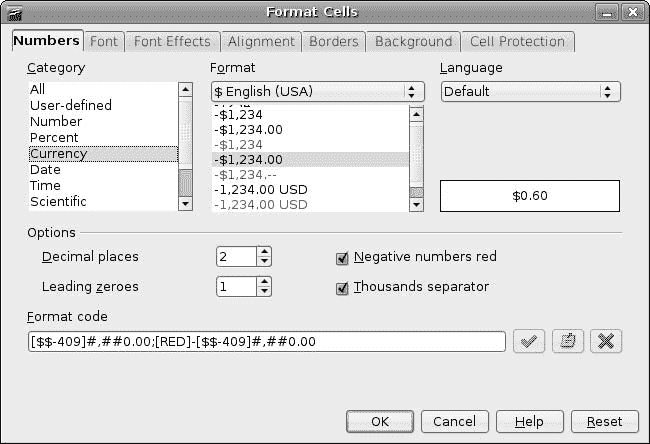 Format Cells
Numbers Font Font Effects Alignment Borders Background Cell Protection
Category Format Language
All
User-defined
Number
Percent
Currency
Date
Time
Scientific
$ English (USA)
-$1,234
-$1,234.00
-$1,234
-$1,234.00
-$1,234.--
-1,234.00 USD
-1,234.00 USD
Default
$0.60
Options
Decimal places 2 Negative numbers red
Leading zeroes 1 Thousands separator
Format code
[$$-409]#,##0.00;[RED]-[$$-409]#,##0.00
OK Cancel Help Reset